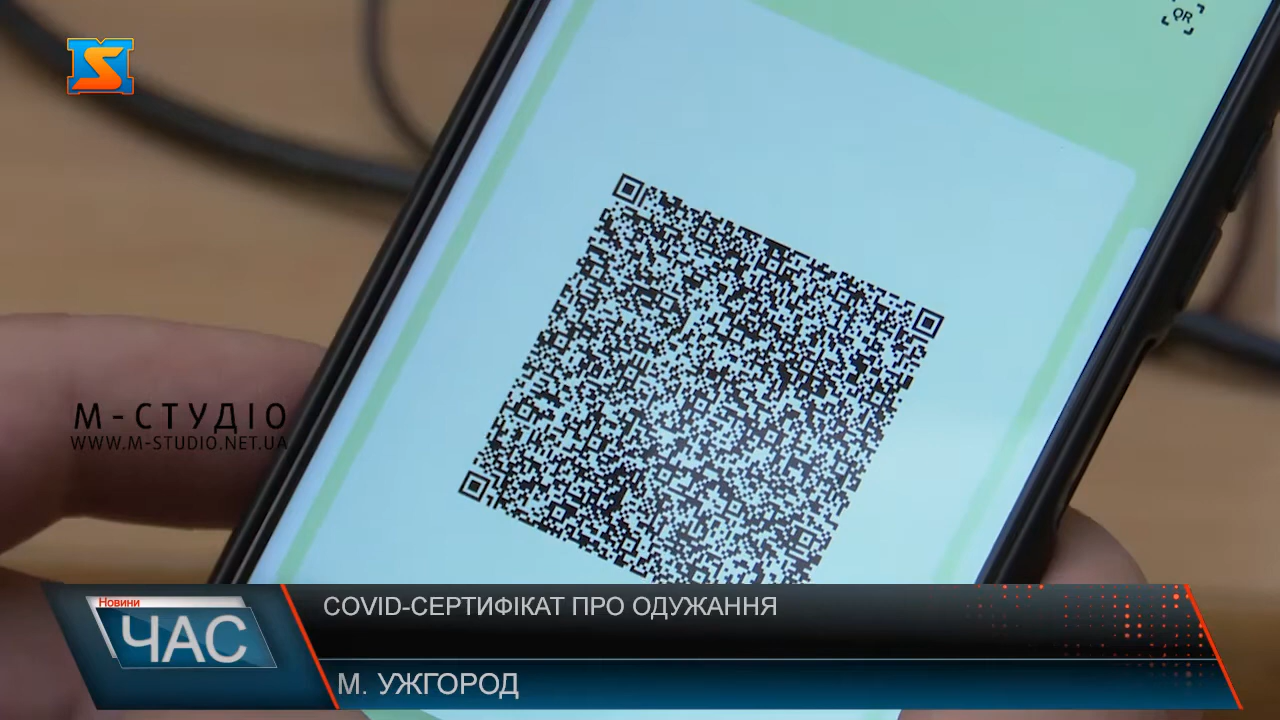 QR
М-СТУДІО
WWW.M-STUDIO.NET.UA
Новини
ЧАС
COVID-СЕРТИФІКАТ ПРО ОДУЖАННЯ
М. УЖГОРОД